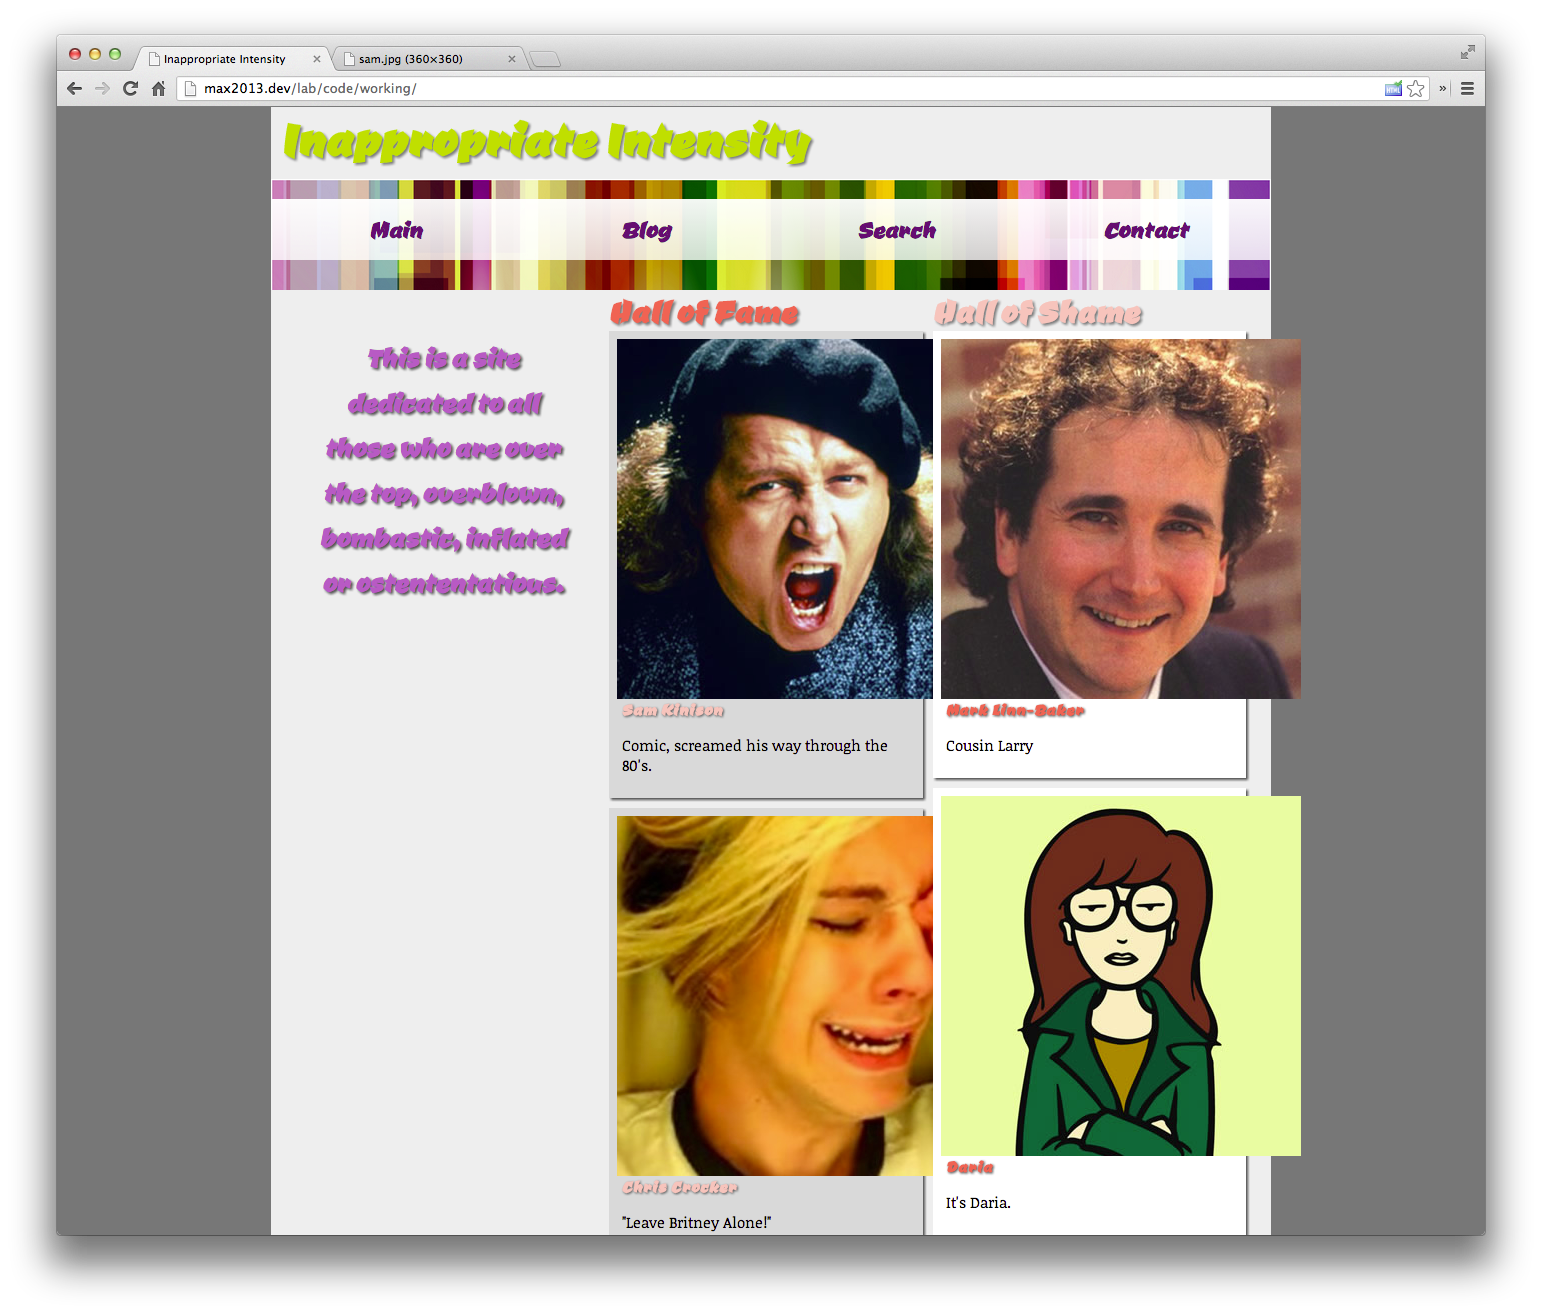 Inappropriate Intensity
sam.jpg (360×360)
max2013.dev/lab/code/working/
HTML
»
Inappropriate Intensity
Main
Blog
Search
Contact
This is a site
dedicated to all
those who are over
the top, overblown,
bombastic, inflated
or ostententatious.
Hall of Fame
Sam Kinison
Comic, screamed his way through the
80's.
Chris Crocker
"Leave Britney Alone!"
Hall of Shame
Mark Linn-Baker
Cousin Larry
Daria
It's Daria.